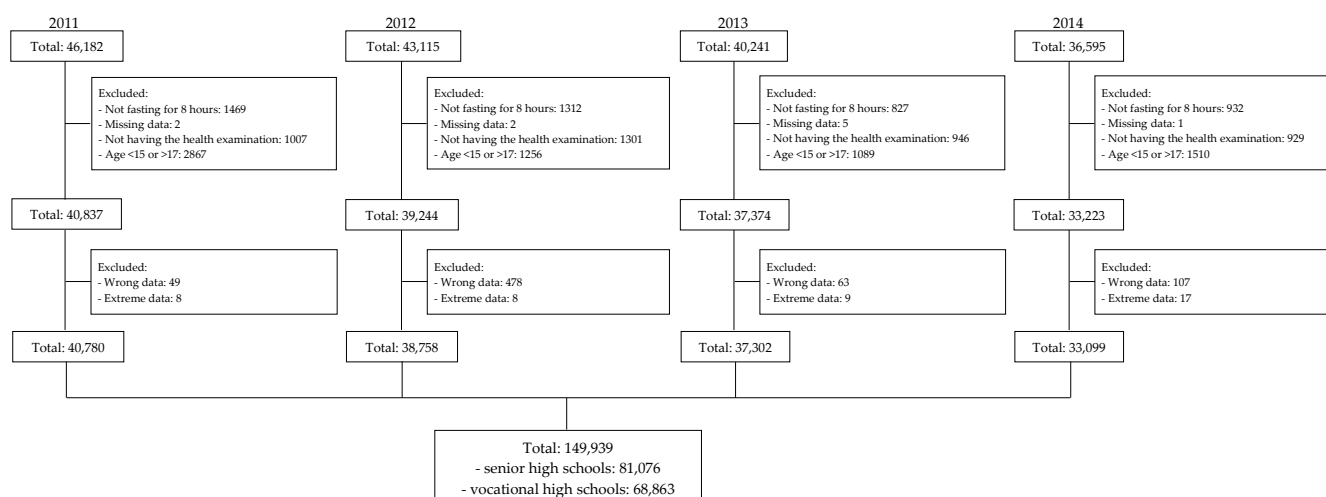 2011
Total: 46,182
Excluded:
- Not fasting for 8 hours: 1469
- Missing data: 2
- Not having the health examination: 1007
- Age <15 or >17: 2867
Total: 40,837
Excluded:
- Wrong data: 49
- Extreme data: 8
Total: 40,780
2012
Total: 43,115
Excluded:
- Not fasting for 8 hours: 1312
- Missing data: 2
- Not having the health examination: 1301
- Age <15 or >17: 1256
Total: 39,244
Excluded:
- Wrong data: 478
- Extreme data: 8
Total: 38,758
2013
Total: 40,241
Excluded:
- Not fasting for 8 hours: 827
- Missing data: 5
- Not having the health examination: 946
- Age <15 or >17: 1089
Total: 37,374
Excluded:
- Wrong data: 63
- Extreme data: 9
Total: 37,302
2014
Total: 36,595
Excluded:
- Not fasting for 8 hours: 932
- Missing data: 1
- Not having the health examination: 929
- Age <15 or >17: 1510
Total: 33,223
Excluded:
- Wrong data: 107
- Extreme data: 17
Total: 33,099
Total: 149,939
- senior high schools: 81,076
- vocational high schools: 68,863